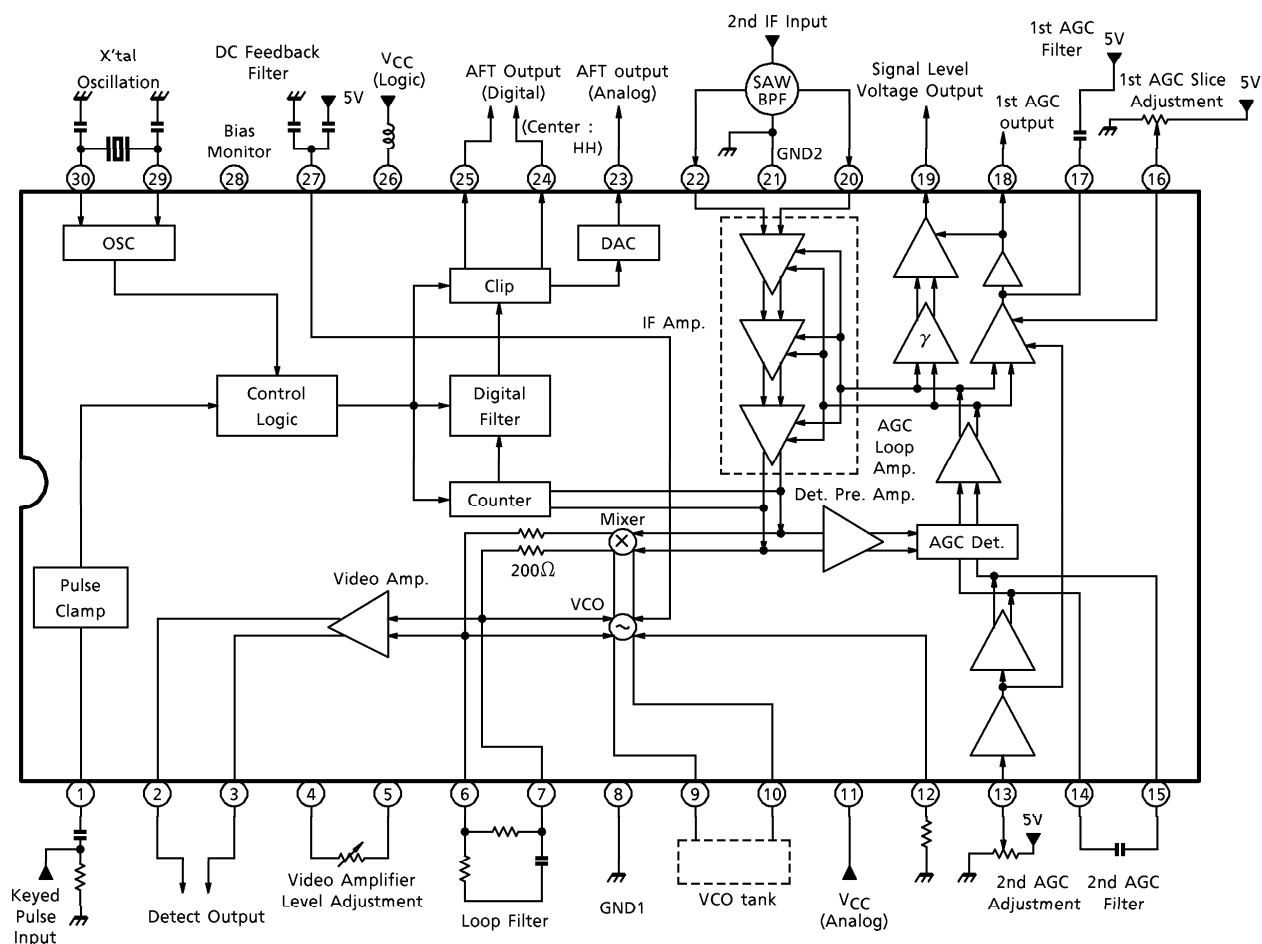 X'tal
Oscillation
DC Feedback
Filter
5V
VCC
(Logic)
AFT Output
(Digital)
(Center :
HH)
AFT output
(Analog)
2nd IF Input
SAW
BPF
GND2
Signal Level
Voltage Output
1st AGC
output
1st AGC
Filter
5V
1st AGC Slice
Adjustment
5V
Bias
Monitor
30
29
28
27
26
25
24
23
22
21
20
19
18
17
16
OSC
DAC
Clip
IF Amp.
γ
Control
Logic
Digital
Filter
AGC
Loop
Amp.
Counter
Det. Pre. Amp.
Mixer
×
200Ω
AGC Det.
Pulse
Clamp
Video Amp.
VCO
~
1
2
3
4
5
6
7
8
9
10
11
12
13
14
15
Keyed
Pulse
Input
Detect Output
Video Amplifier
Level Adjustment
Loop Filter
GND1
VCO tank
VCC
(Analog)
5V
2nd AGC
Adjustment
2nd AGC
Filter